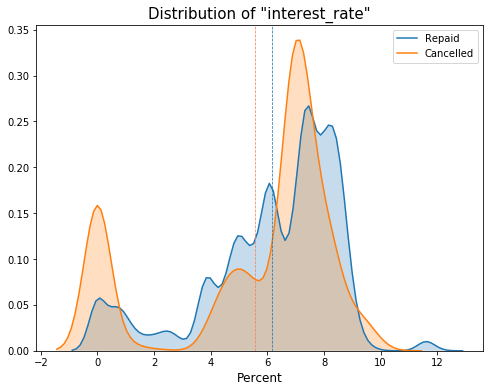 Distribution of "interest_rate"
Repaid
Cancelled
0.35
0.30
0.25
0.20
0.15
0.10
0.05
0.00
−2 0 2 4 6 8 10 12
Percent